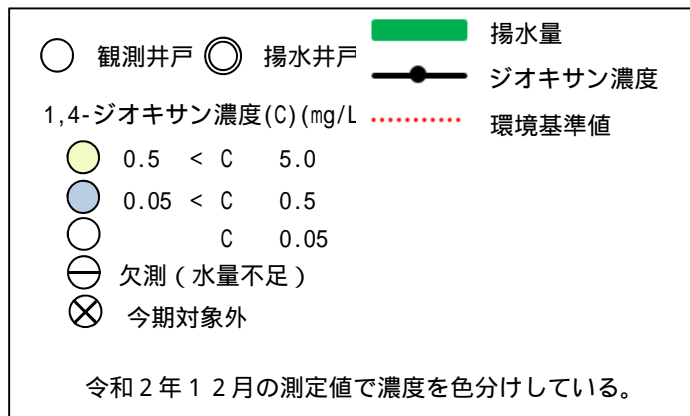 観測井戸 揚水井戸
揚水量
ジオキサン濃度
環境基準値
1,4-ジオキサン濃度(C)(mg/L
0.5 < C 5.0
0.05 < C 0.5
C 0.05
欠測（水量不足）
今期対象外
令和２年１２月の測定値で濃度を色分けしている。